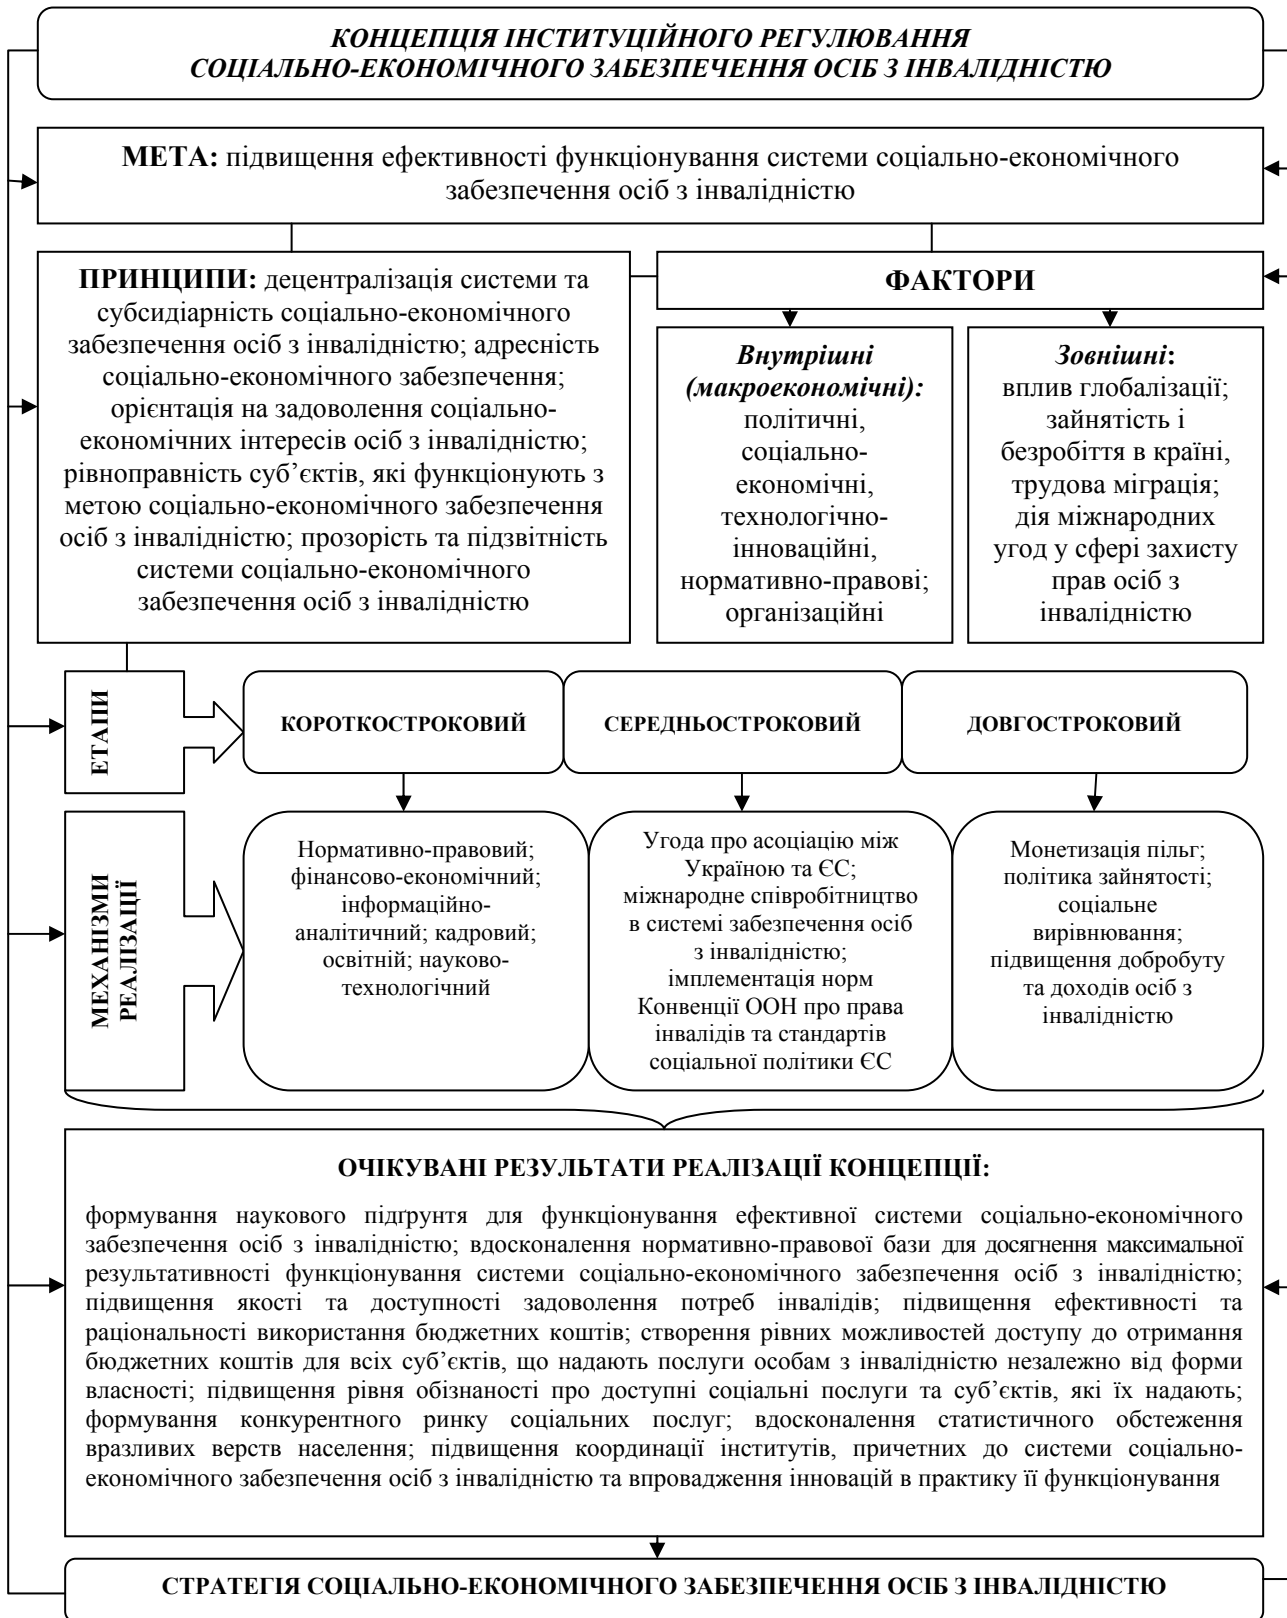 КОНЦЕПЦІЯ ІНСТИТУЦІЙНОГО РЕГУЛЮВАННЯ
СОЦІАЛЬНО-ЕКОНОМІЧНОГО ЗАБЕЗПЕЧЕННЯ ОСІБ З ІНВАЛІДНІСТЮ
МЕТА: підвищення ефективності функціонування системи соціально-економічного
забезпечення осіб з інвалідністю
ПРИНЦИПИ: децентралізація системи та
субсидіарність соціально-економічного
забезпечення осіб з інвалідністю; адресність
соціально-економічного забезпечення;
орієнтація на задоволення соціально-
економічних інтересів осіб з інвалідністю;
рівноправність суб’єктів, які функціонують з
метою соціально-економічного забезпечення
осіб з інвалідністю; прозорість та підзвітність
системи соціально-економічного
забезпечення осіб з інвалідністю
ФАКТОРИ
Внутрішні
(макроекономічні):
політичні,
соціально-
економічні,
технологічно-
інноваційні,
нормативно-правові;
організаційні
Зовнішні:
вплив глобалізації;
зайнятість і
безробіття в країні,
трудова міграція;
дія міжнародних
угод у сфері захисту
прав осіб з
інвалідністю
ЕТАПИ
КОРОТКОСТРОКОВИЙ
СЕРЕДНЬОСТРОКОВИЙ
ДОВГОСТРОКОВИЙ
МЕХАНІЗМИ
РЕАЛІЗАЦІЇ
Нормативно-правовий;
фінансово-економічний;
інформаційно-
аналітичний; кадровий;
освітній; науково-
технологічний
Угода про асоціацію між
Україною та ЄС;
міжнародне співробітництво
в системі забезпечення осіб
з інвалідністю;
імплементація норм
Конвенції ООН про права
інвалідів та стандартів
соціальної політики ЄС
Монетизація пільг;
політика зайнятості;
соціальне
вирівнювання;
підвищення добробуту
та доходів осіб з
інвалідністю
ОЧІКУВАНІ РЕЗУЛЬТАТИ РЕАЛІЗАЦІЇ КОНЦЕПЦІЇ:
формування наукового підґрунтя для функціонування ефективної системи соціально-економічного
забезпечення осіб з інвалідністю; вдосконалення нормативно-правової бази для досягнення максимальної
результативності функціонування системи соціально-економічного забезпечення осіб з інвалідністю;
підвищення якості та доступності задоволення потреб інвалідів; підвищення ефективності та
раціональності використання бюджетних коштів; створення рівних можливостей доступу до отримання
бюджетних коштів для всіх суб’єктів, що надають послуги особам з інвалідністю незалежно від форми
власності; підвищення рівня обізнаності про доступні соціальні послуги та суб’єктів, які їх надають;
формування конкурентного ринку соціальних послуг; вдосконалення статистичного обстеження
вразливих верств населення; підвищення координації інститутів, причетних до системи соціально-
економічного забезпечення осіб з інвалідністю та впровадження інновацій в практику її функціонування
СТРАТЕГІЯ СОЦІАЛЬНО-ЕКОНОМІЧНОГО ЗАБЕЗПЕЧЕННЯ ОСІБ З ІНВАЛІДНІСТЮ